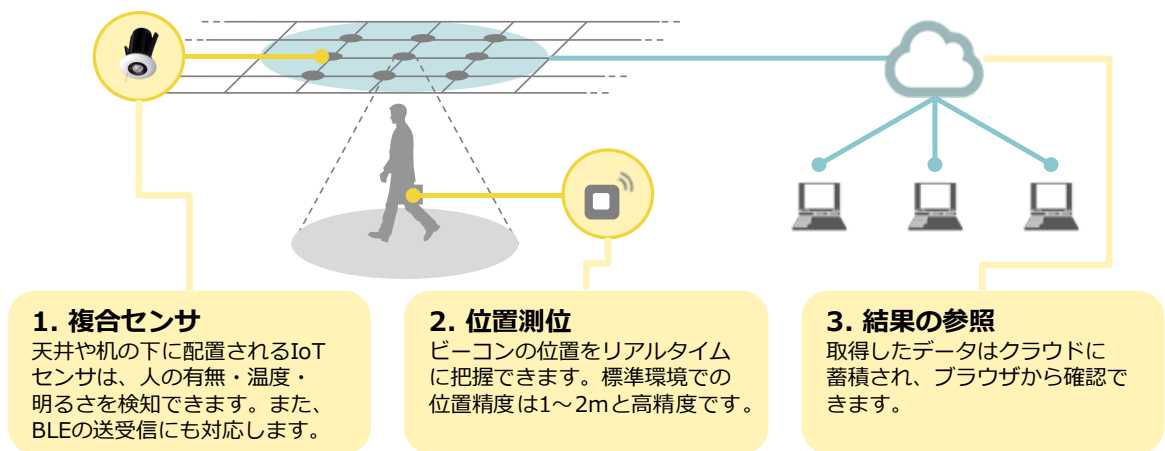 1. 複合センサ
天井や机の下に配置されるIoT
センサは、人の有無・温度・
明るさを検知できます。また、
BLEの送受信にも対応します。
2. 位置測位
ビーコンの位置をリアルタイム
に把握できます。標準環境での
位置精度は1～2mと高精度です。
3. 結果の参照
取得したデータはクラウドに
蓄積され、ブラウザから確認で
きます。